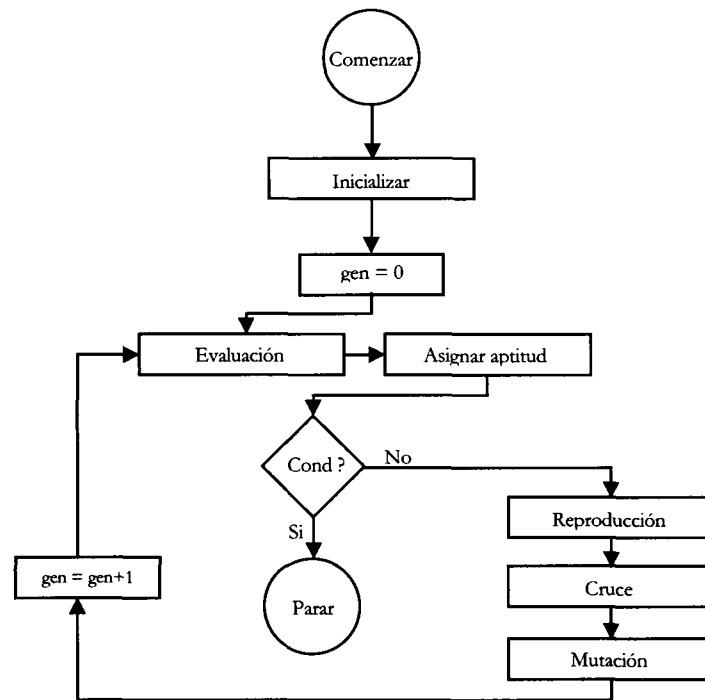 Comenzar
Inicializar
gen = 0
Evaluación
Asignar aptitud
Cond ?
No
Si
Reproducción
gen = gen+1
Parar
Cruce
Mutación